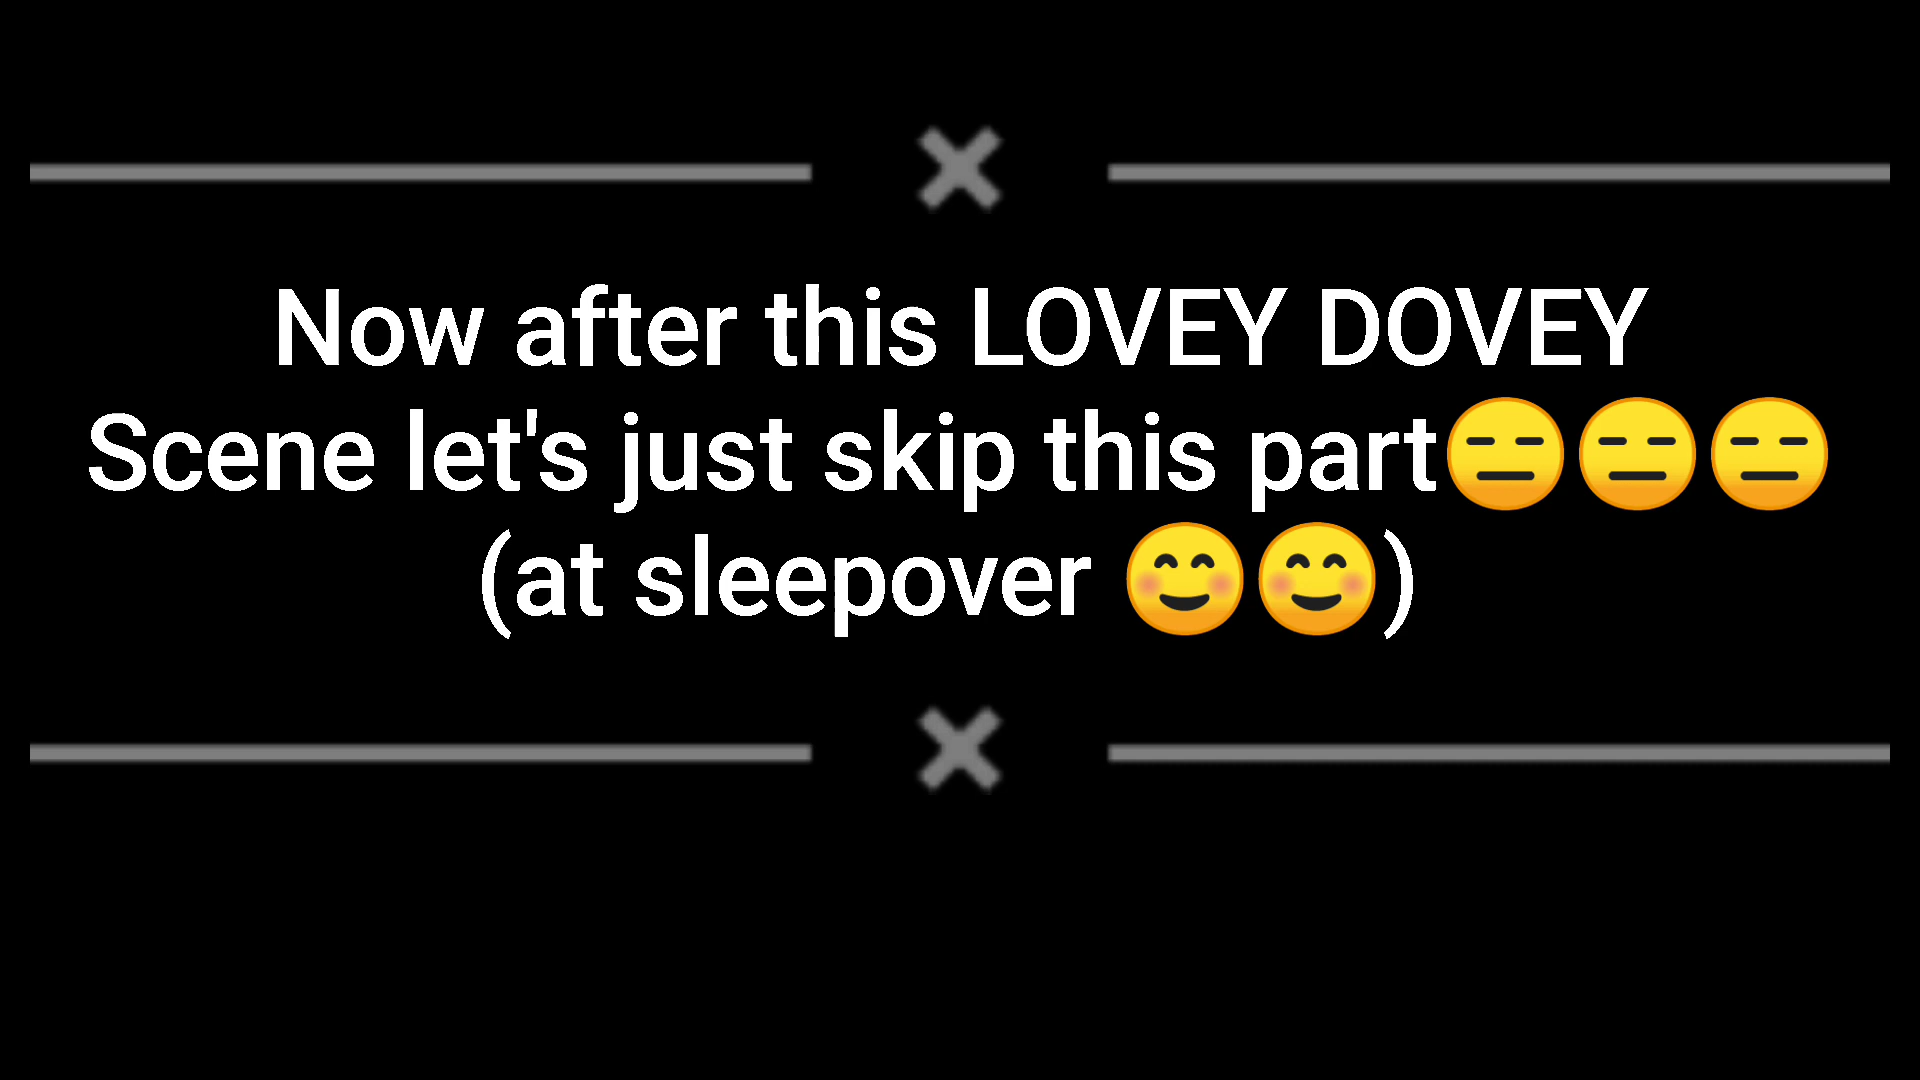 Now after this LOVEY DOVEY
Scene let's just skip this part😑😑😑
(at sleepover 😊😊)